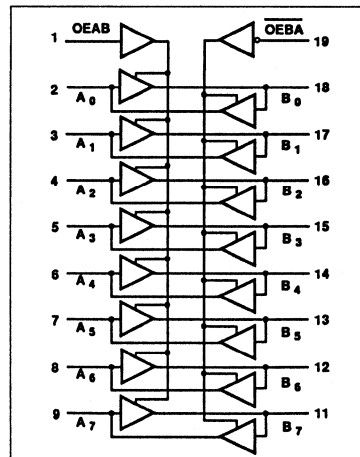 1 OEAB OEBA 19
2 A0 B0 18
3 A1 B1 17
4 A2 B2 16
5 A3 B3 15
6 A4 B4 14
7 A5 B5 13
8 A6 B6 12
9 A7 B7 11